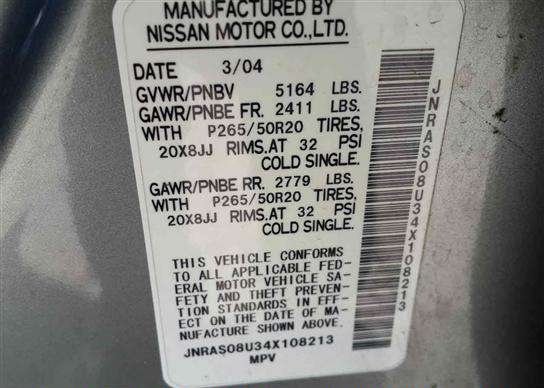 MANUFACTURED BY
NISSAN MOTOR CO.,LTD.
DATE 3/04
GVWR/PNBV 5164 LBS.
GAWR/PNBE FR. 2411 LBS.
WITH P265/50R20 TIRES,
20X8JJ RIMS.AT 32 PSI
COLD SINGLE.
GAWR/PNBE RR. 2779 LBS.
WITH P265/50R20 TIRES,
20X8JJ RIMS.AT 32 PSI
COLD SINGLE.
THIS VEHICLE CONFORMS
TO ALL APPLICABLE FED-
ERAL MOTOR VEHICLE SA-
FETY AND THEFT PREVEN-
TION STANDARDS IN EFF-
ECT ON THE DATE OF MA-
NUFACTURE SHOWN ABOVE.
JNRAS08U34X108213
MPV
JNRAS08U34X108213